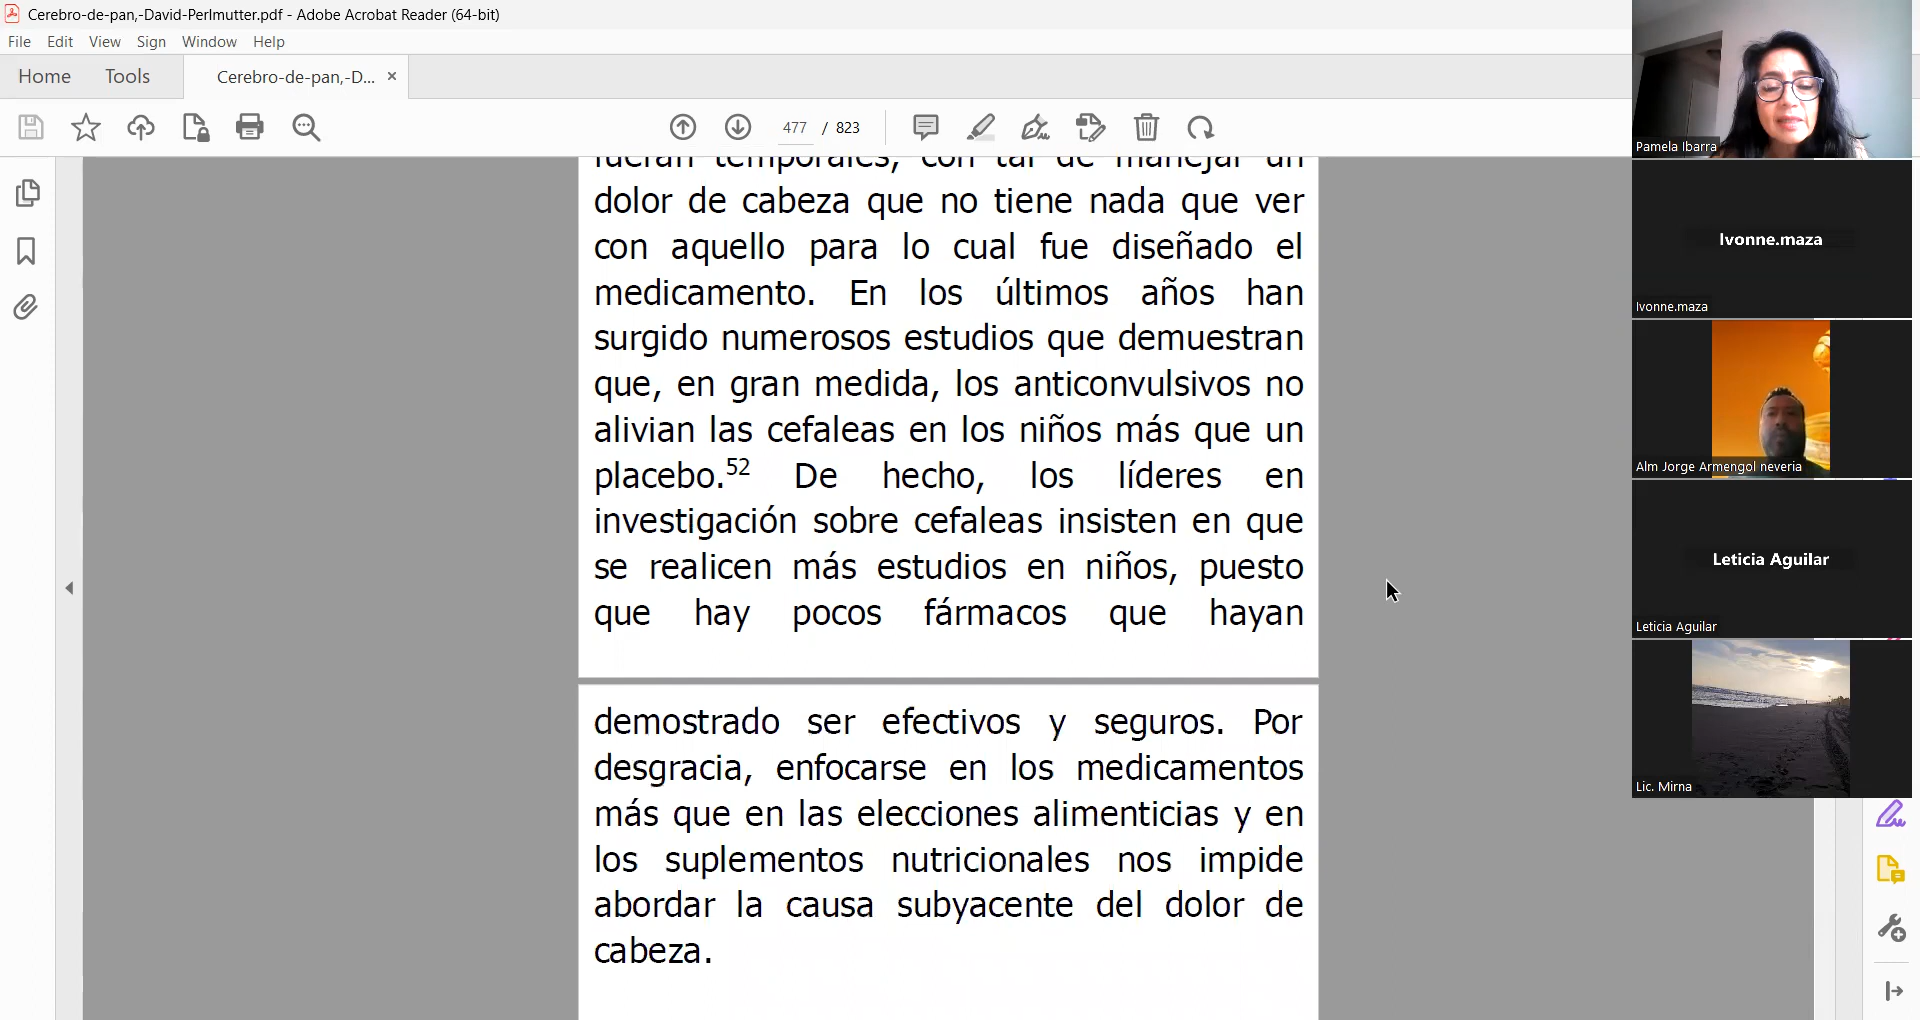 Cerebro-de-pan,-David-Perlmutter.pdf - Adobe Acrobat Reader (64-bit)
File Edit View Sign Window Help
Home Tools Cerebro-de-pan,-D... ×
477 / 823
fueran temporales, con tal de manejar un
dolor de cabeza que no tiene nada que ver
con aquello para lo cual fue diseñado el
medicamento. En los últimos años han
surgido numerosos estudios que demuestran
que, en gran medida, los anticonvulsivos no
alivian las cefaleas en los niños más que un
placebo.52 De hecho, los líderes en
investigación sobre cefaleas insisten en que
se realicen más estudios en niños, puesto
que hay pocos fármacos que hayan
demostrado ser efectivos y seguros. Por
desgracia, enfocarse en los medicamentos
más que en las elecciones alimenticias y en
los suplementos nutricionales nos impide
abordar la causa subyacente del dolor de
cabeza.
Pamela Ibarra
Ivonne.maza
Ivonne.maza
Alm Jorge Armengol neveria
Leticia Aguilar
Leticia Aguilar
Lic. Mirna